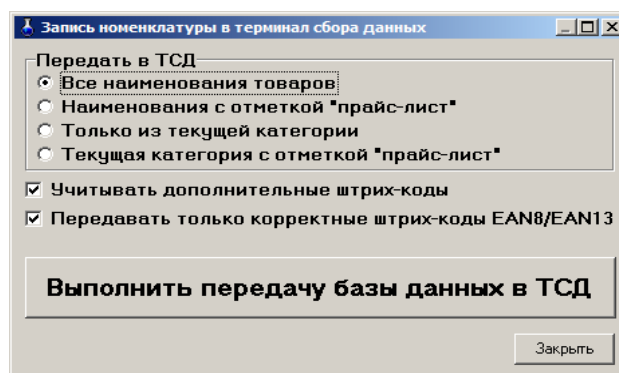 Запись номенклатуры в терминал сбора данных
Передать в ТСД
Все наименования товаров
Наименования с отметкой "прайс-лист"
Только из текущей категории
Текущая категория с отметкой "прайс-лист"
Учитывать дополнительные штрих-коды
Передавать только корректные штрих-коды EAN8/EAN13
Выполнить передачу базы данных в ТСД
Закрыть